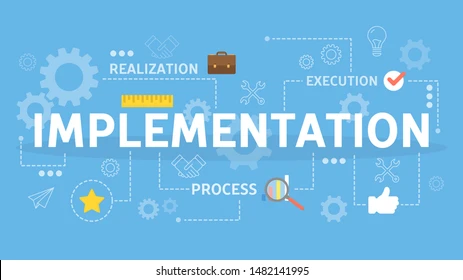 REALIZATION
EXECUTION
IMPLEMENTATION
PROCESS
shutterstock.com · 1482141995